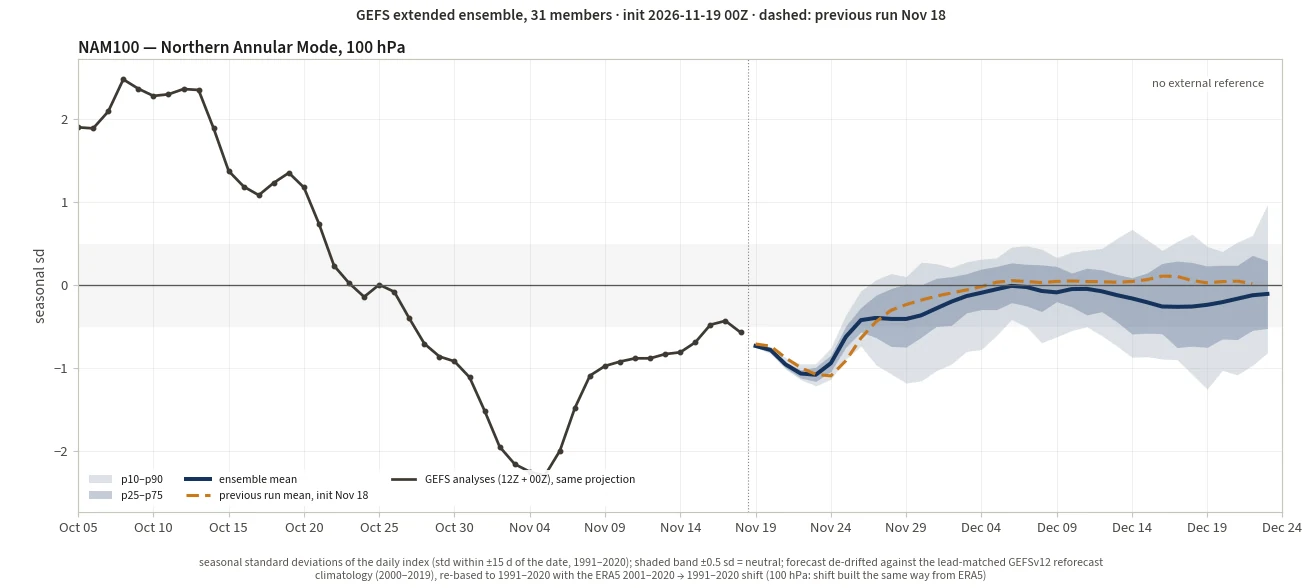 GEFS extended ensemble, 31 members · init 2026-11-19 00Z · dashed: previous run Nov 18
NAM100 — Northern Annular Mode, 100 hPa
no external reference
seasonal sd
2
1
0
−1
−2
p10–p90
p25–p75
ensemble mean
previous run mean, init Nov 18
GEFS analyses (12Z + 00Z), same projection
Oct 05 Oct 10 Oct 15 Oct 20 Oct 25 Oct 30 Nov 04 Nov 09 Nov 14 Nov 19 Nov 24 Nov 29 Dec 04 Dec 09 Dec 14 Dec 19 Dec 24
seasonal standard deviations of the daily index (std within ±15 d of the date, 1991–2020); shaded band ±0.5 sd = neutral; forecast de-drifted against the lead-matched GEFSv12 reforecast
climatology (2000–2019), re-based to 1991–2020 with the ERA5 2001–2020 → 1991–2020 shift (100 hPa: shift built the same way from ERA5)